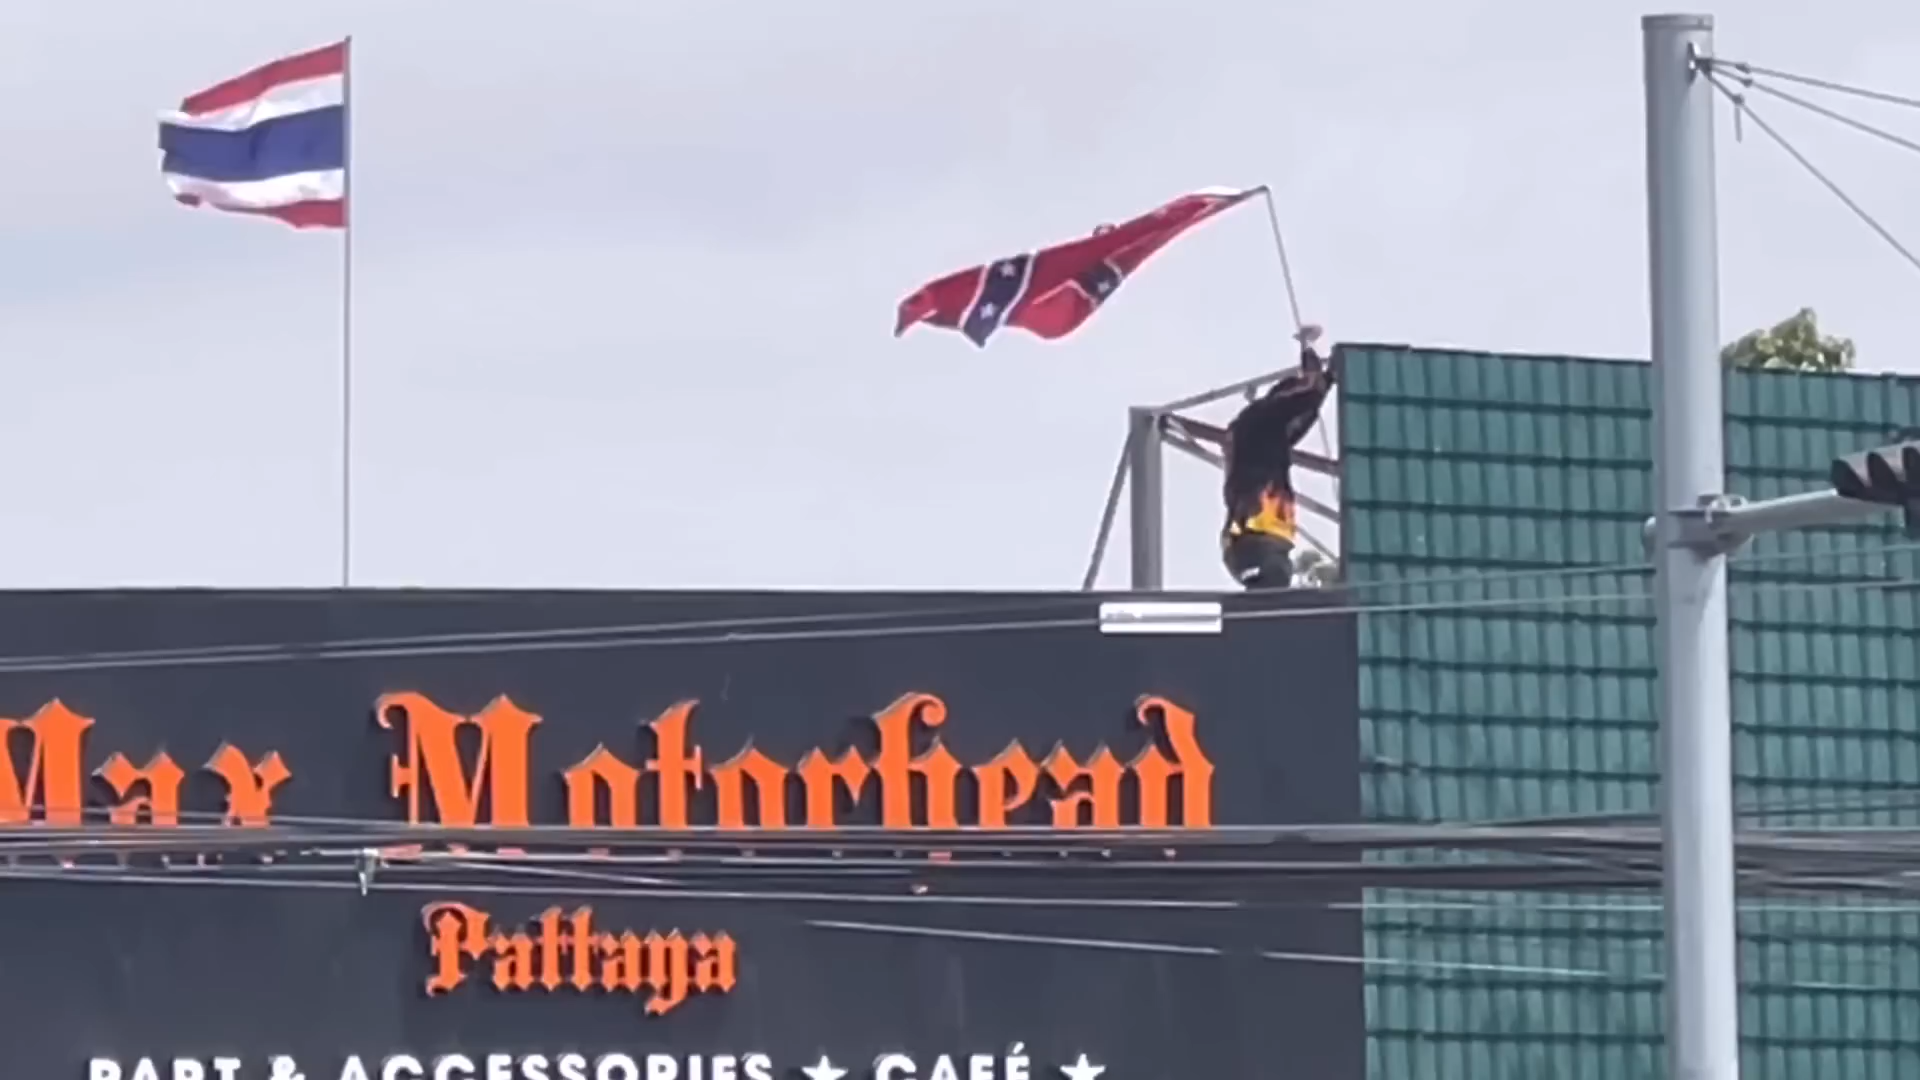 Max Motorhead
Pattaya
PART & ACCESSORIES ★ CAFÉ ★